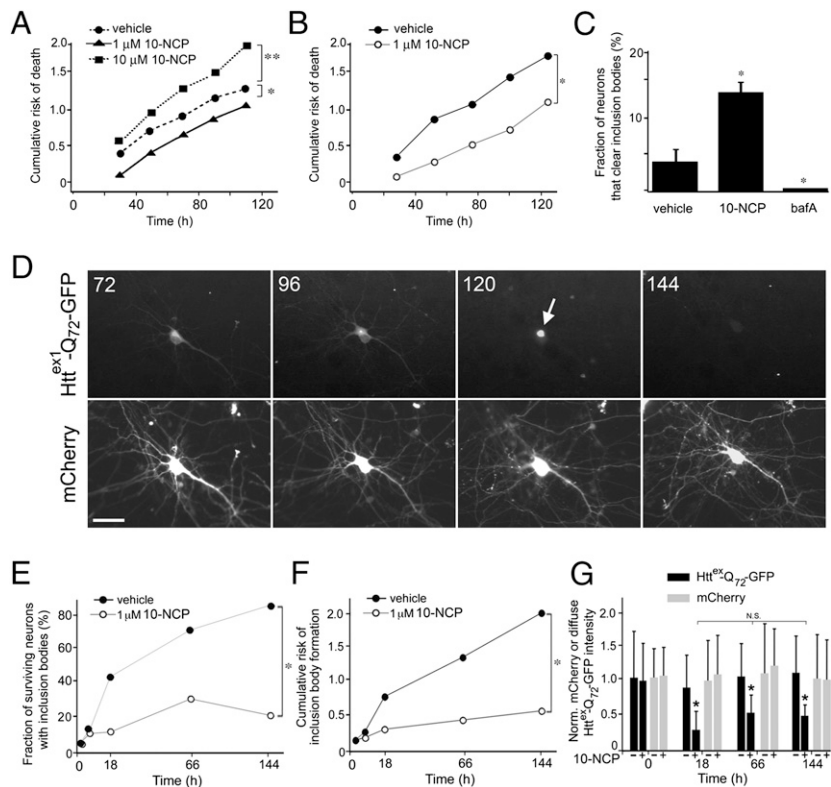 A
vehicle
1 μM 10-NCP
10 μM 10-NCP
Cumulative risk of death
2.0
1.5
1.0
0.5
0
**
*
0 40 80 120
Time (h)
B
vehicle
1 μM 10-NCP
Cumulative risk of death
2.0
1.5
1.0
0.5
0
*
0 40 80 120
Time (h)
C
Fraction of neurons
that clear inclusion bodies (%)
20
10
0
*
*
vehicle 10-NCP bafA
D
Httex1-Q72-GFP
72 96 120 144
mCherry
E
vehicle
1 μM 10-NCP
Fraction of surviving neurons
with inclusion bodies (%)
80
60
40
20
0
*
0 18 66 144
Time (h)
F
vehicle
1 μM 10-NCP
Cumulative risk of
inclusion body formation
2.0
1.5
1.0
0.5
0
*
0 18 66 144
Time (h)
G
Httex-Q72-GFP
mCherry
Norm. mCherry or diffuse
Httex-Q72-GFP intensity
2.0
1.5
1.0
0.5
0
N.S.
* * *
10-NCP - + - + - + - + - + - + - + - +
0 18 66 144
Time (h)